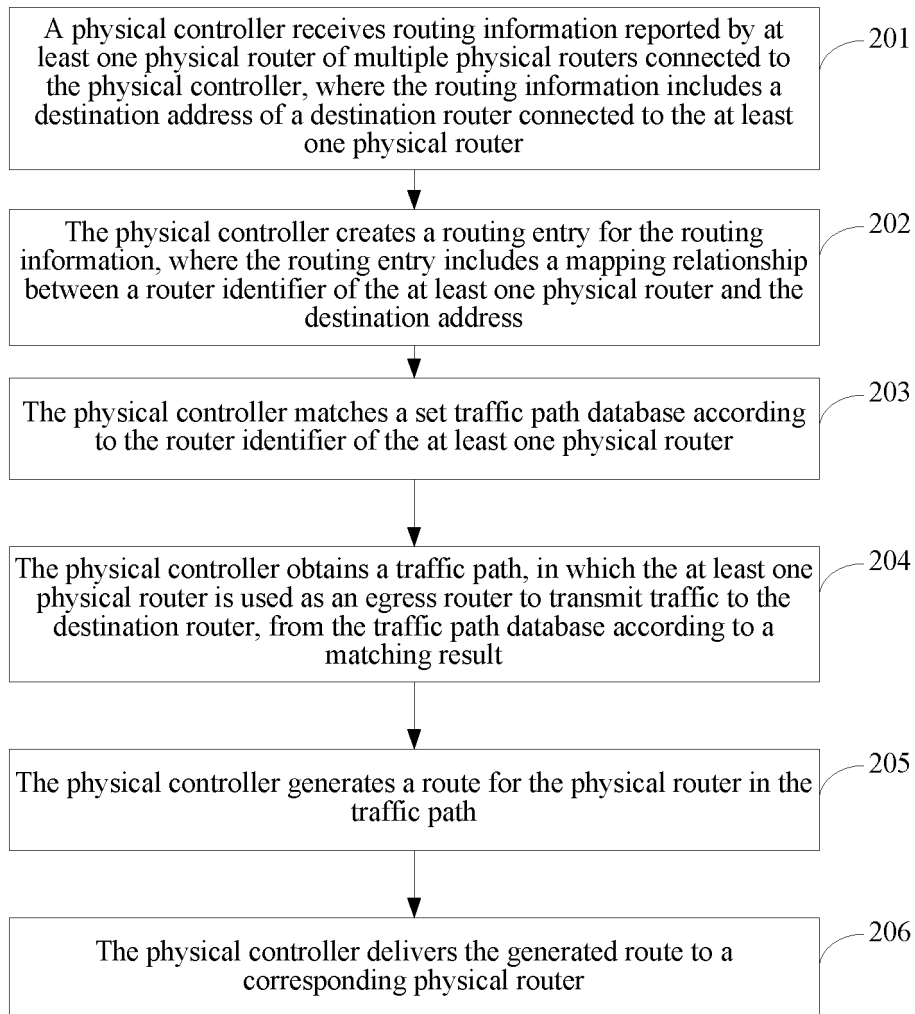 A physical controller receives routing information reported by at
least one physical router of multiple physical routers connected to
the physical controller, where the routing information includes a
destination address of a destination router connected to the at least
one physical router
201
The physical controller creates a routing entry for the routing
information, where the routing entry includes a mapping relationship
between a router identifier of the at least one physical router and the
destination address
202
The physical controller matches a set traffic path database according
to the router identifier of the at least one physical router
203
The physical controller obtains a traffic path, in which the at least one
physical router is used as an egress router to transmit traffic to the
destination router, from the traffic path database according to a
matching result
204
The physical controller generates a route for the physical router in the
traffic path
205
The physical controller delivers the generated route to a
corresponding physical router
206